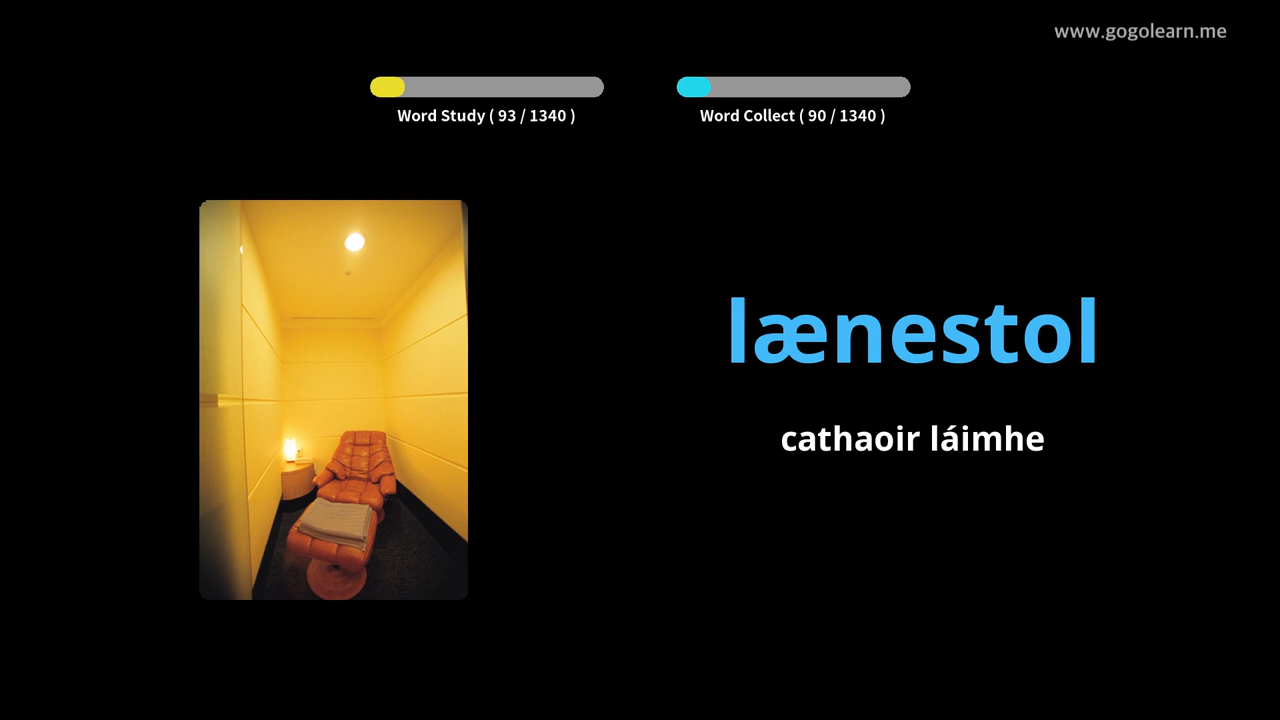 www.gogolearn.me
Word Study ( 93 / 1340 )
Word Collect ( 90 / 1340 )
lænestol
cathaoir láimhe